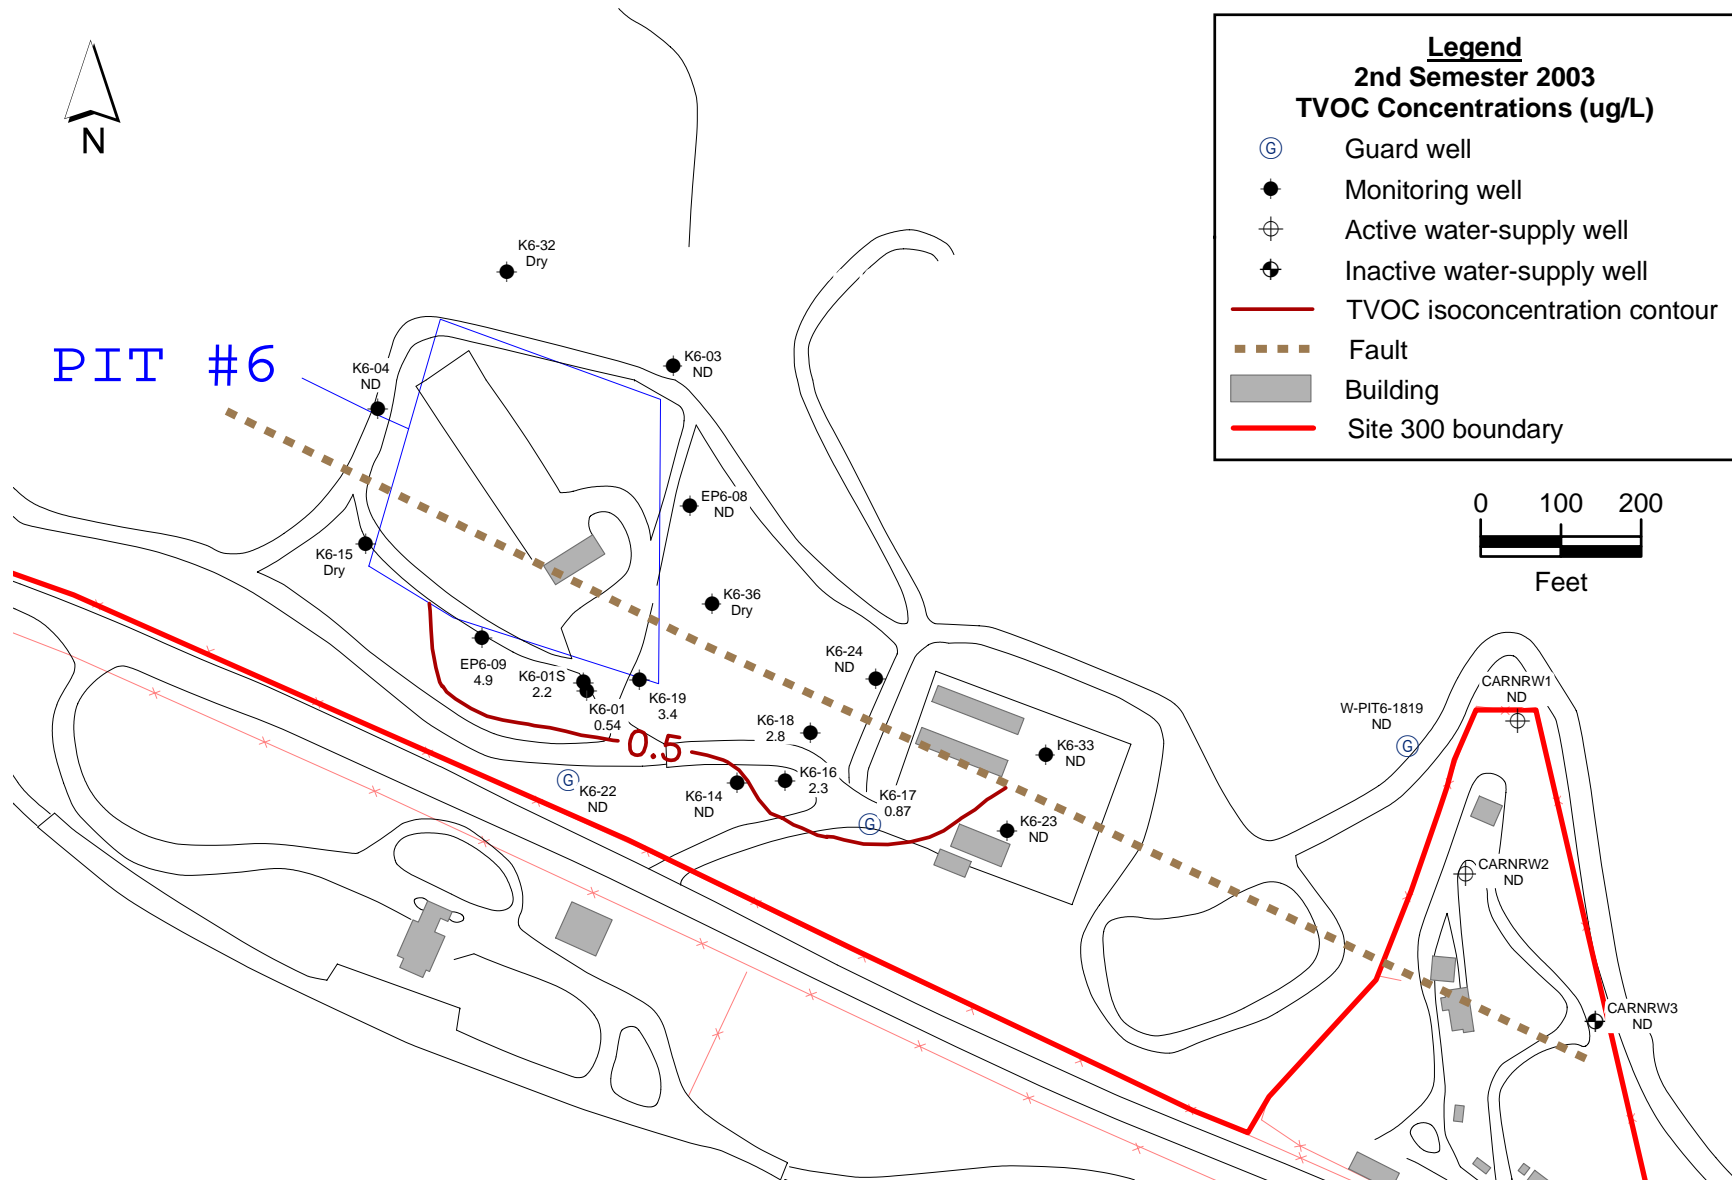 Legend
2nd Semester 2003
TVOC Concentrations (ug/L)
G Guard well
Monitoring well
Active water-supply well
Inactive water-supply well
TVOC isoconcentration contour
Fault
Building
Site 300 boundary
0 100 200
Feet
N
PIT #6
K6-32
Dry
K6-03
ND
K6-04
ND
EP6-08
ND
K6-15
Dry
K6-36
Dry
EP6-09
4.9
K6-01S
2.2
K6-01
0.54
K6-19
3.4
K6-24
ND
K6-18
2.8
0.5
K6-33
ND
W-PIT6-1819
ND
G
CARNRW1
ND
G
K6-22
ND
K6-14
ND
K6-16
2.3
K6-17
0.87
G
K6-23
ND
CARNRW2
ND
CARNRW3
ND